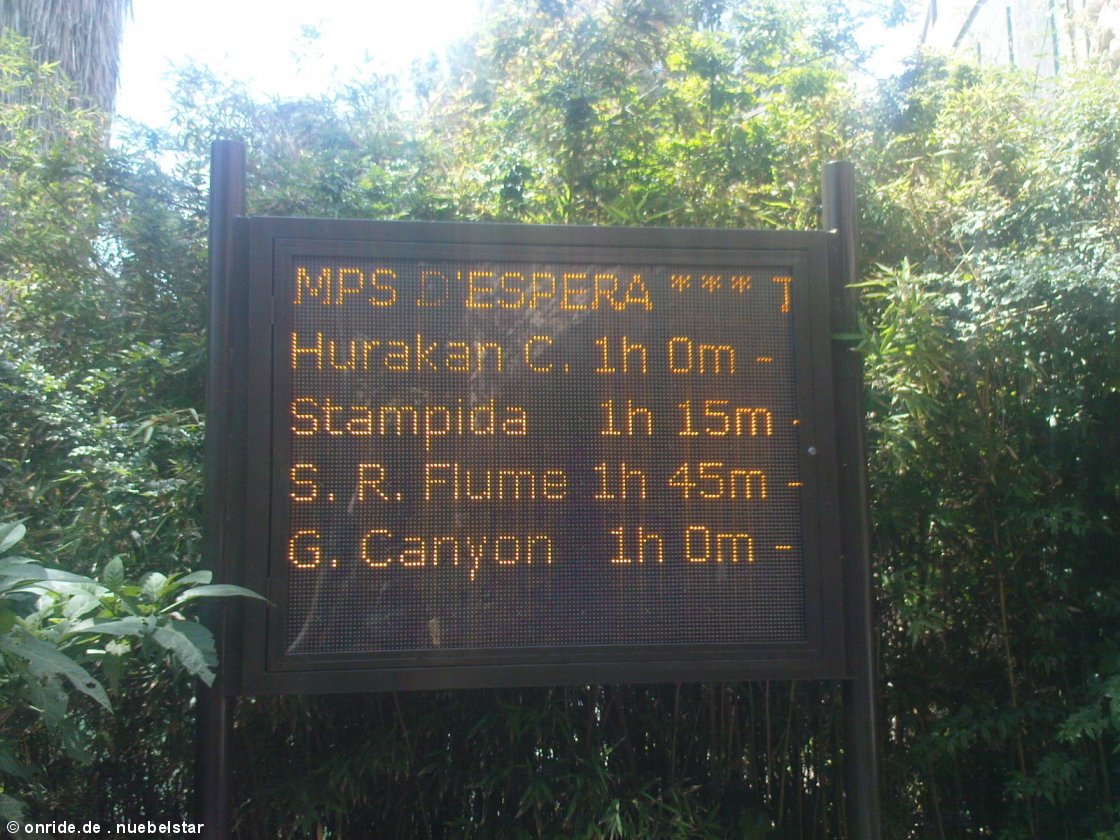 MPS D'ESPERA *** T
Hurakan C. 1h 0m -
Stampida 1h 15m -
S. R. Flume 1h 45m -
G. Canyon 1h 0m -
© onride.de . nuebelstar